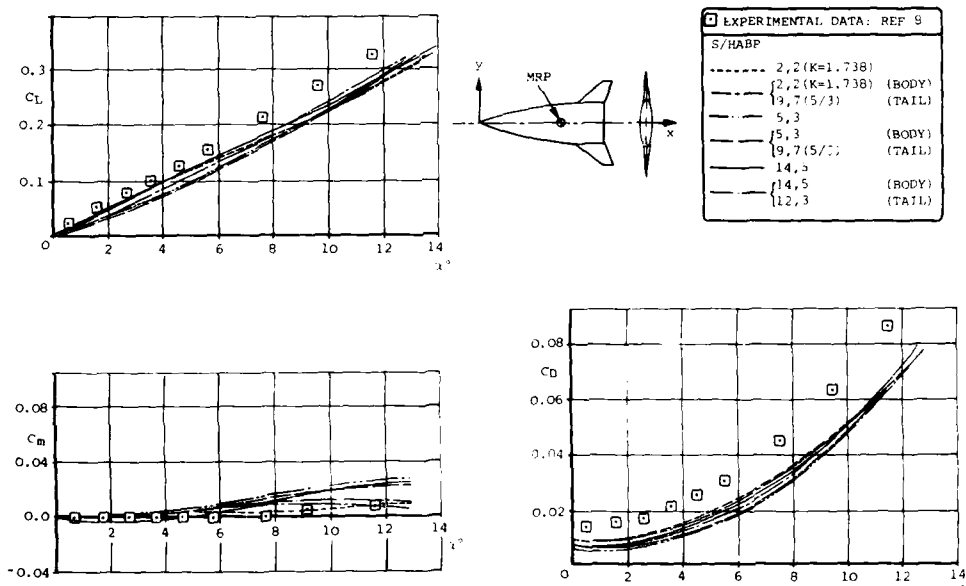 0.3
CL
0.2
0.1
0 2 4 6 8 10 12 14
α°
y
MRP
x
EXPERIMENTAL DATA: REF 9
S/HABP
2,2(K=1.738)
2,2(K=1.738) (BODY)
9,7(5/3) (TAIL)
5,3
5,3 (BODY)
9,7(5/3) (TAIL)
14,5
14,5 (BODY)
12,3 (TAIL)
0.08
Cm
0.04
0.0
2 4 6 8 10 12 14
α°
-0.04
0.08
CD
0.06
0.04
0.02
0 2 4 6 8 10 12 14